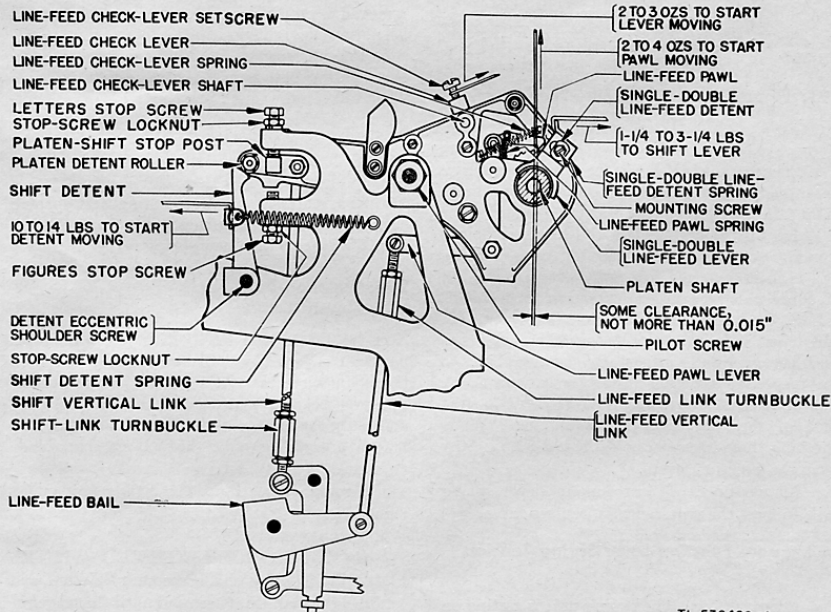 LINE-FEED CHECK-LEVER SETSCREW
LINE-FEED CHECK LEVER
LINE-FEED CHECK-LEVER SPRING
LINE-FEED CHECK-LEVER SHAFT
LETTERS STOP SCREW
STOP-SCREW LOCKNUT
PLATEN-SHIFT STOP POST
PLATEN DETENT ROLLER
SHIFT DETENT
10 TO 14 LBS TO START
DETENT MOVING
FIGURES STOP SCREW
DETENT ECCENTRIC
SHOULDER SCREW
STOP-SCREW LOCKNUT
SHIFT DETENT SPRING
SHIFT VERTICAL LINK
SHIFT-LINK TURNBUCKLE
LINE-FEED BAIL
2 TO 3 OZS TO START
LEVER MOVING
2 TO 4 OZS TO START
PAWL MOVING
LINE-FEED PAWL
SINGLE-DOUBLE
LINE-FEED DETENT
1-1/4 TO 3-1/4 LBS
TO SHIFT LEVER
SINGLE-DOUBLE LINE-
FEED DETENT SPRING
MOUNTING SCREW
LINE-FEED PAWL SPRING
SINGLE-DOUBLE
LINE-FEED LEVER
PLATEN SHAFT
SOME CLEARANCE,
NOT MORE THAN 0.015"
PILOT SCREW
LINE-FEED PAWL LEVER
LINE-FEED LINK TURNBUCKLE
LINE-FEED VERTICAL
LINK